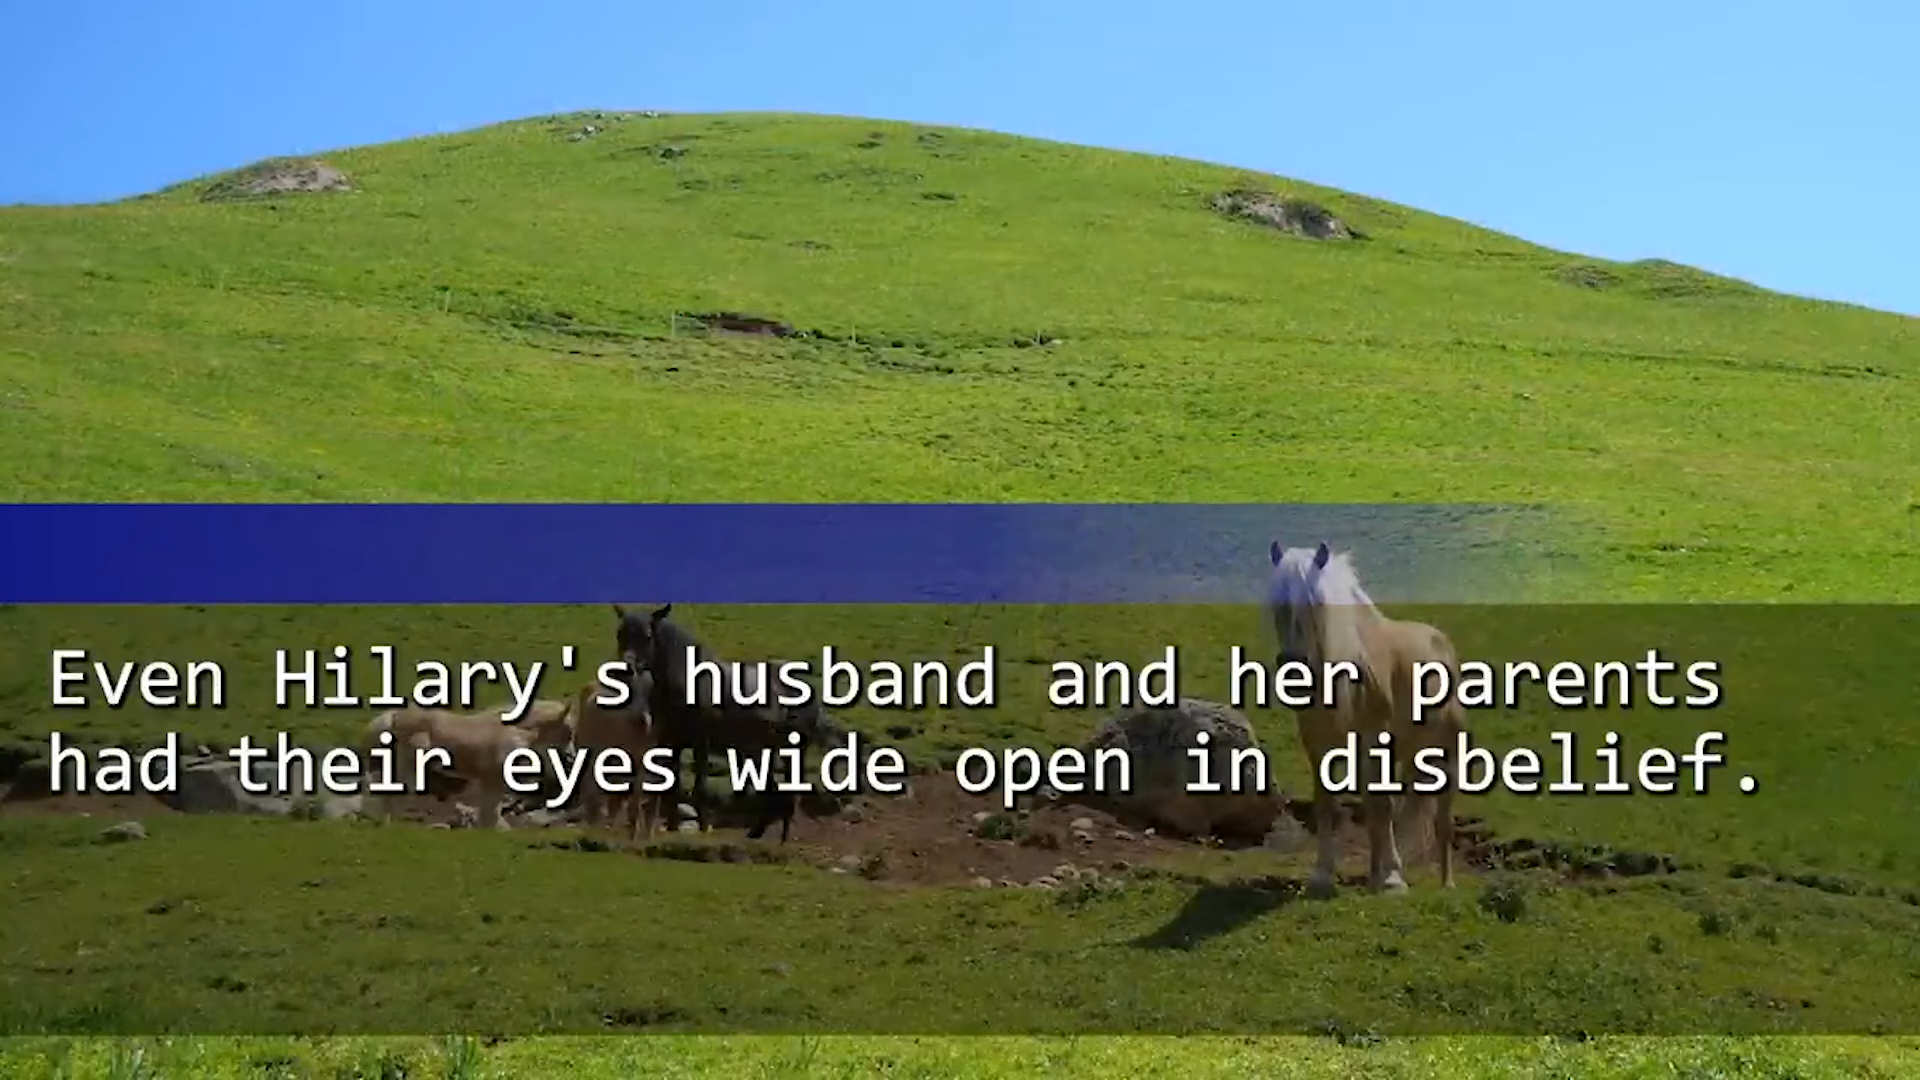 Even Hilary's husband and her parents
had their eyes wide open in disbelief.